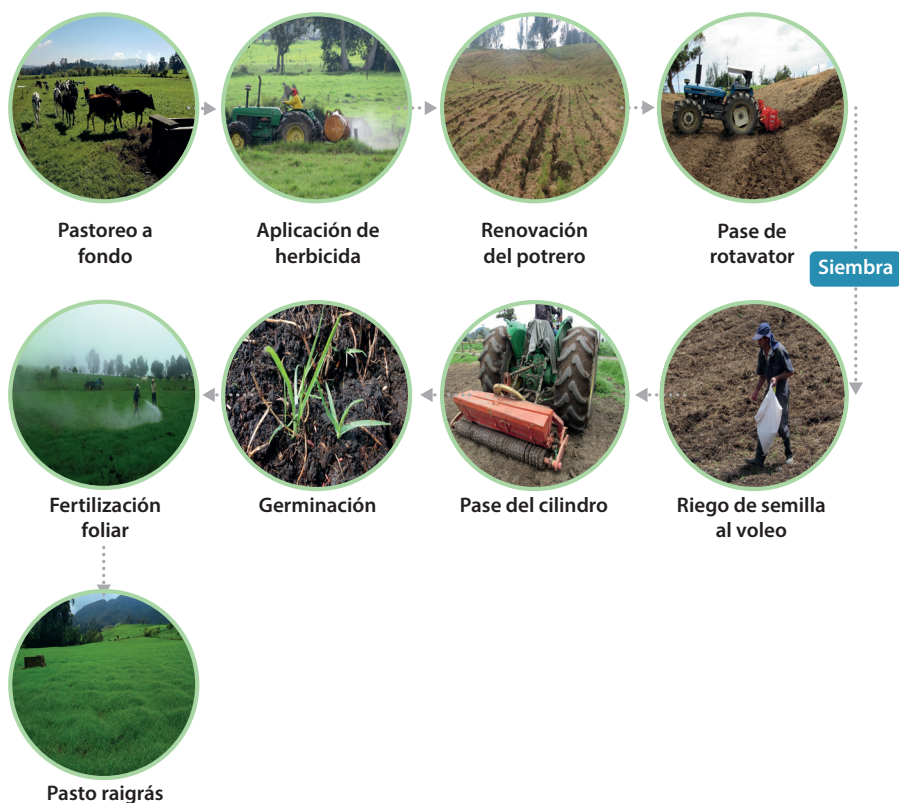 Pastoreo a
fondo
Aplicación de
herbicida
Renovación
del potrero
Pase de
rotavator
Siembra
Riego de semilla
al voleo
Pase del cilindro
Germinación
Fertilización
foliar
Pasto raigrás